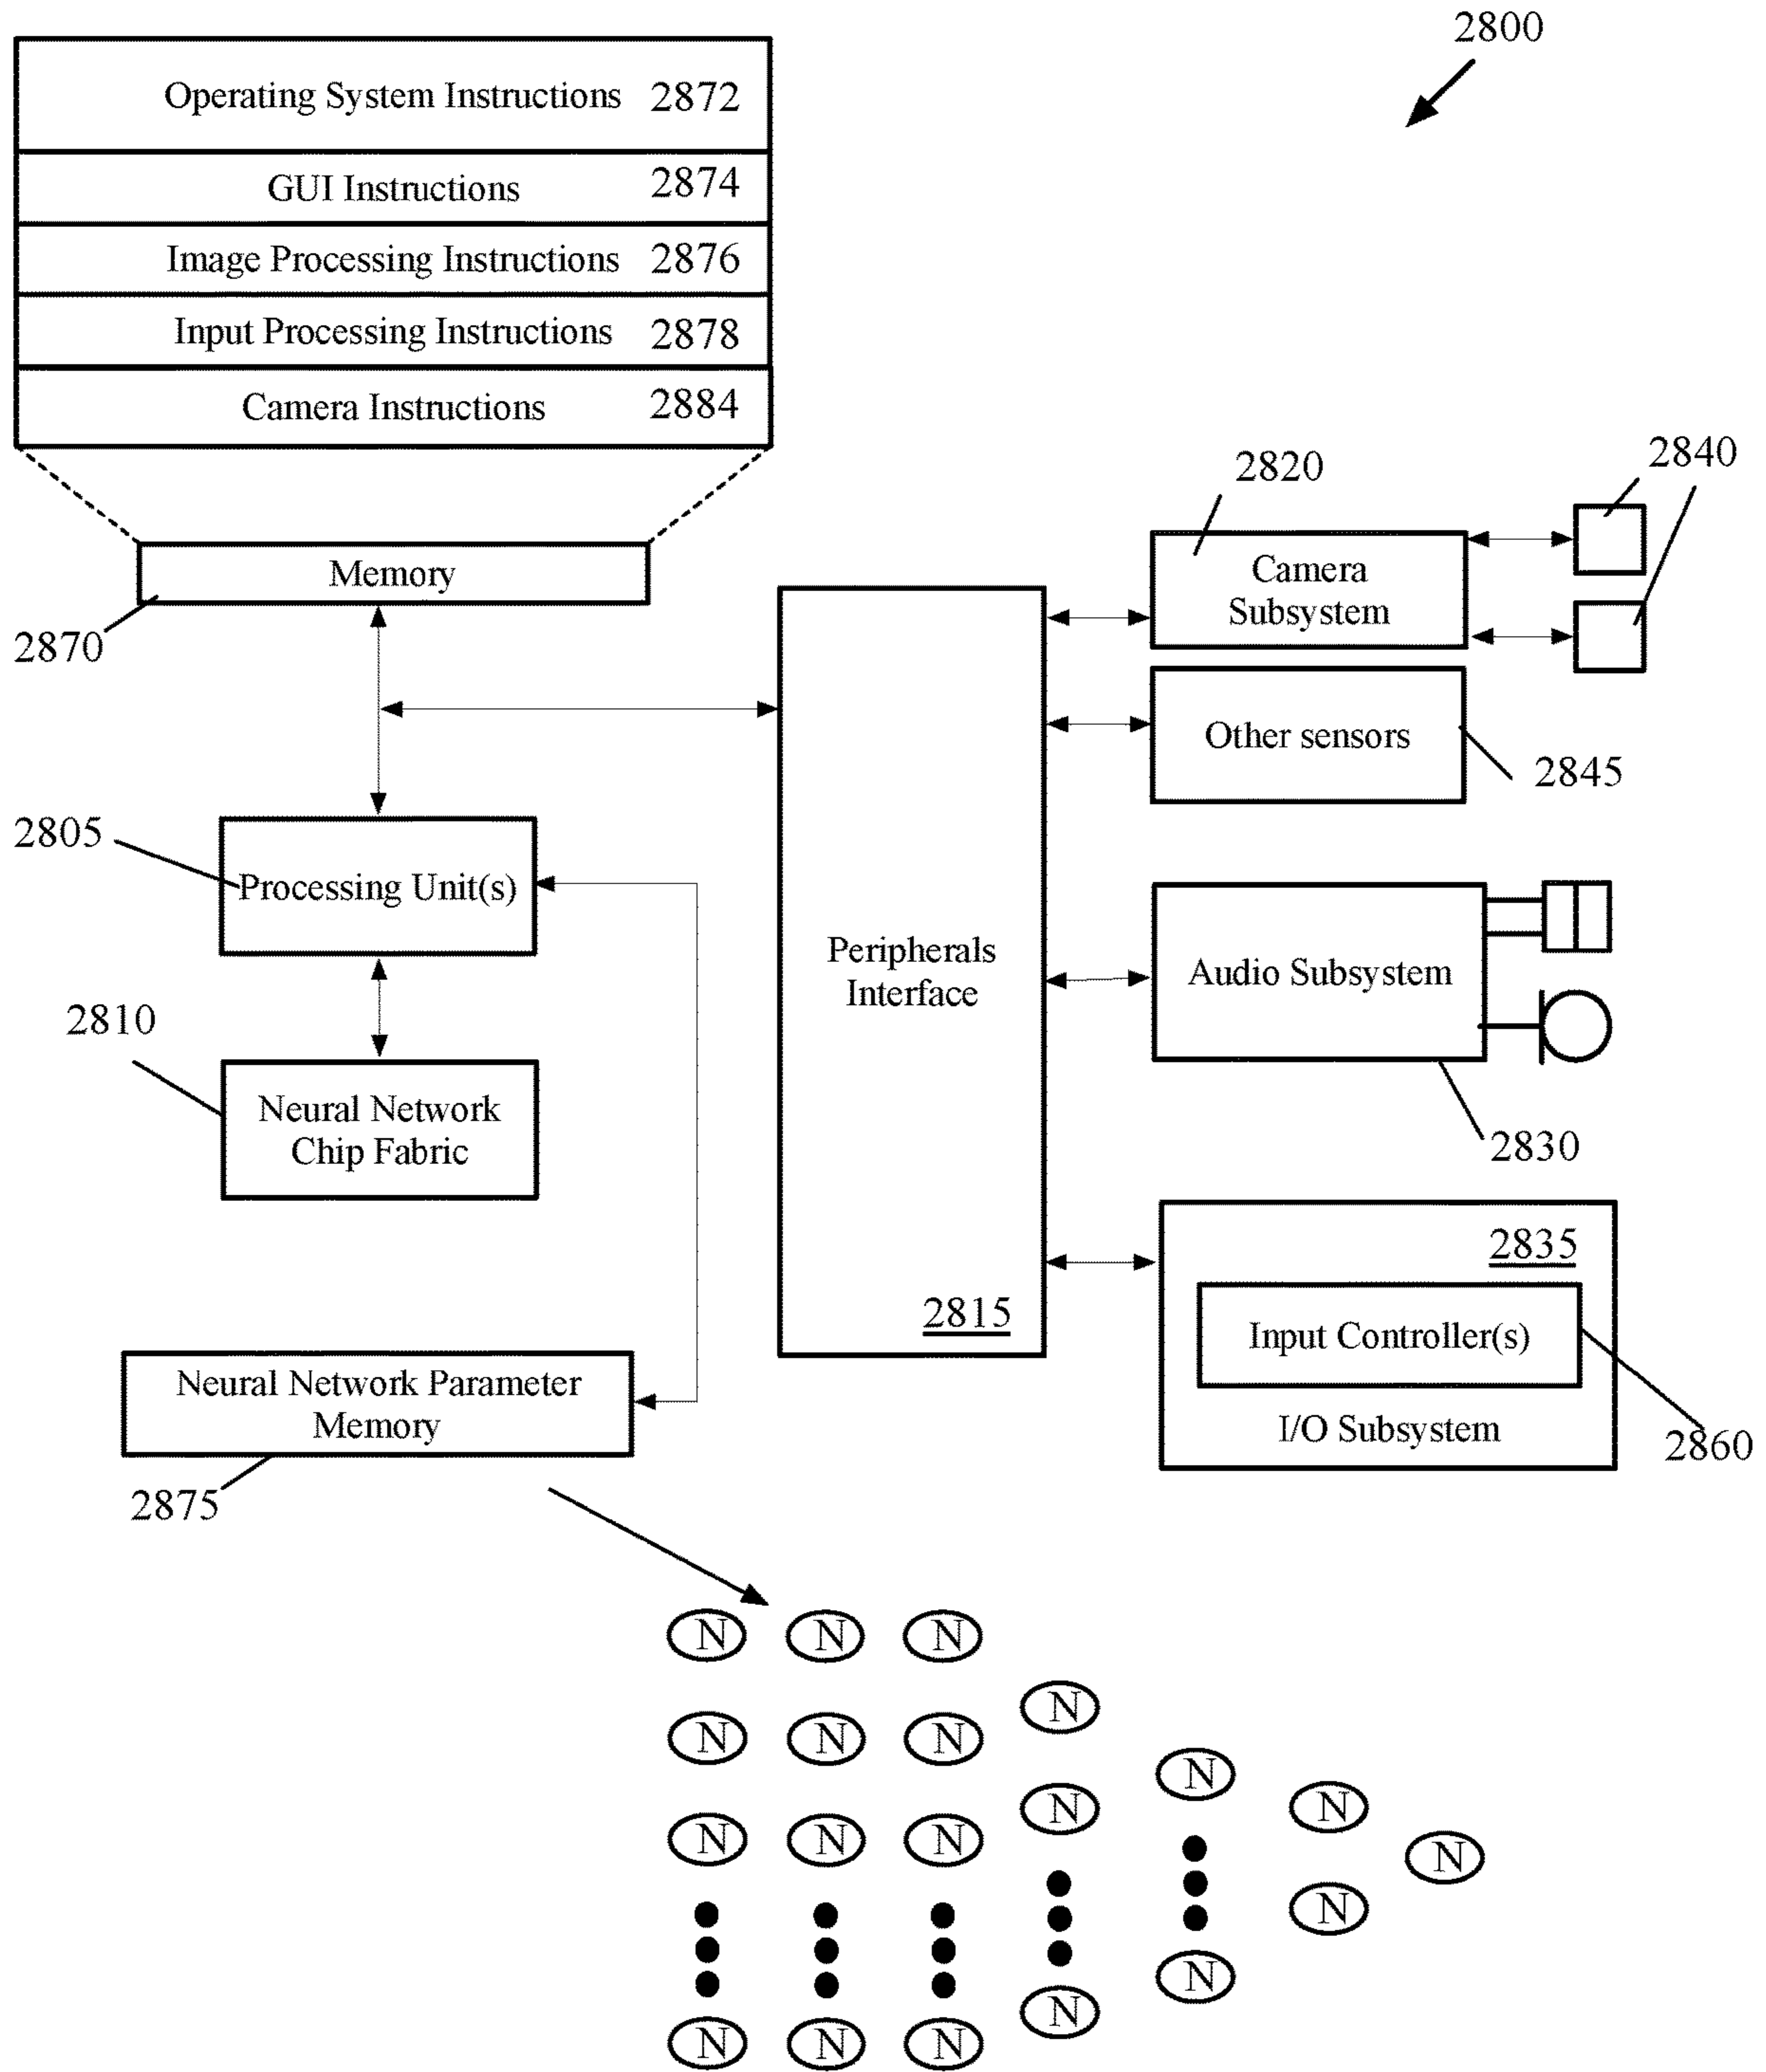 2800
Operating System Instructions 2872
GUI Instructions 2874
Image Processing Instructions 2876
Input Processing Instructions 2878
Camera Instructions 2884
Memory
2870
2820
2840
Camera
Subsystem
Other sensors
2845
2805
Processing Unit(s)
Peripherals
Interface
2815
Audio Subsystem
2830
2810
Neural Network
Chip Fabric
2835
Input Controller(s)
I/O Subsystem
2860
Neural Network Parameter
Memory
2875
N N N
N
N N N
N
N
N
N N N
N
N
N
N
N N N